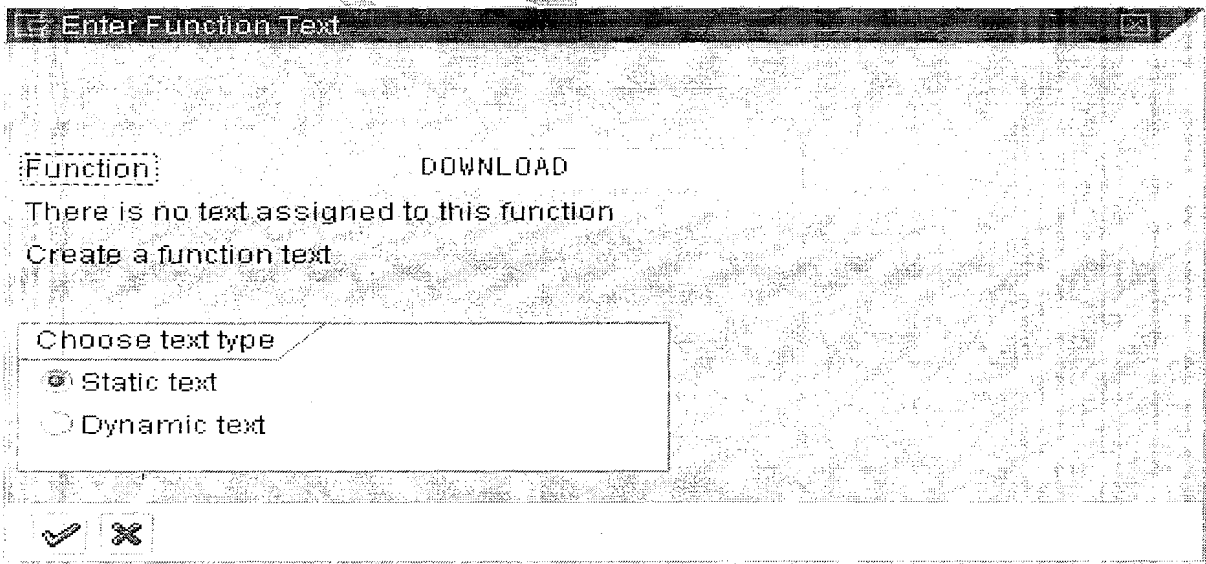 Enter Function Text
Function DOWNLOAD
There is no text assigned to this function
Create a function text
Choose text type
Static text
Dynamic text